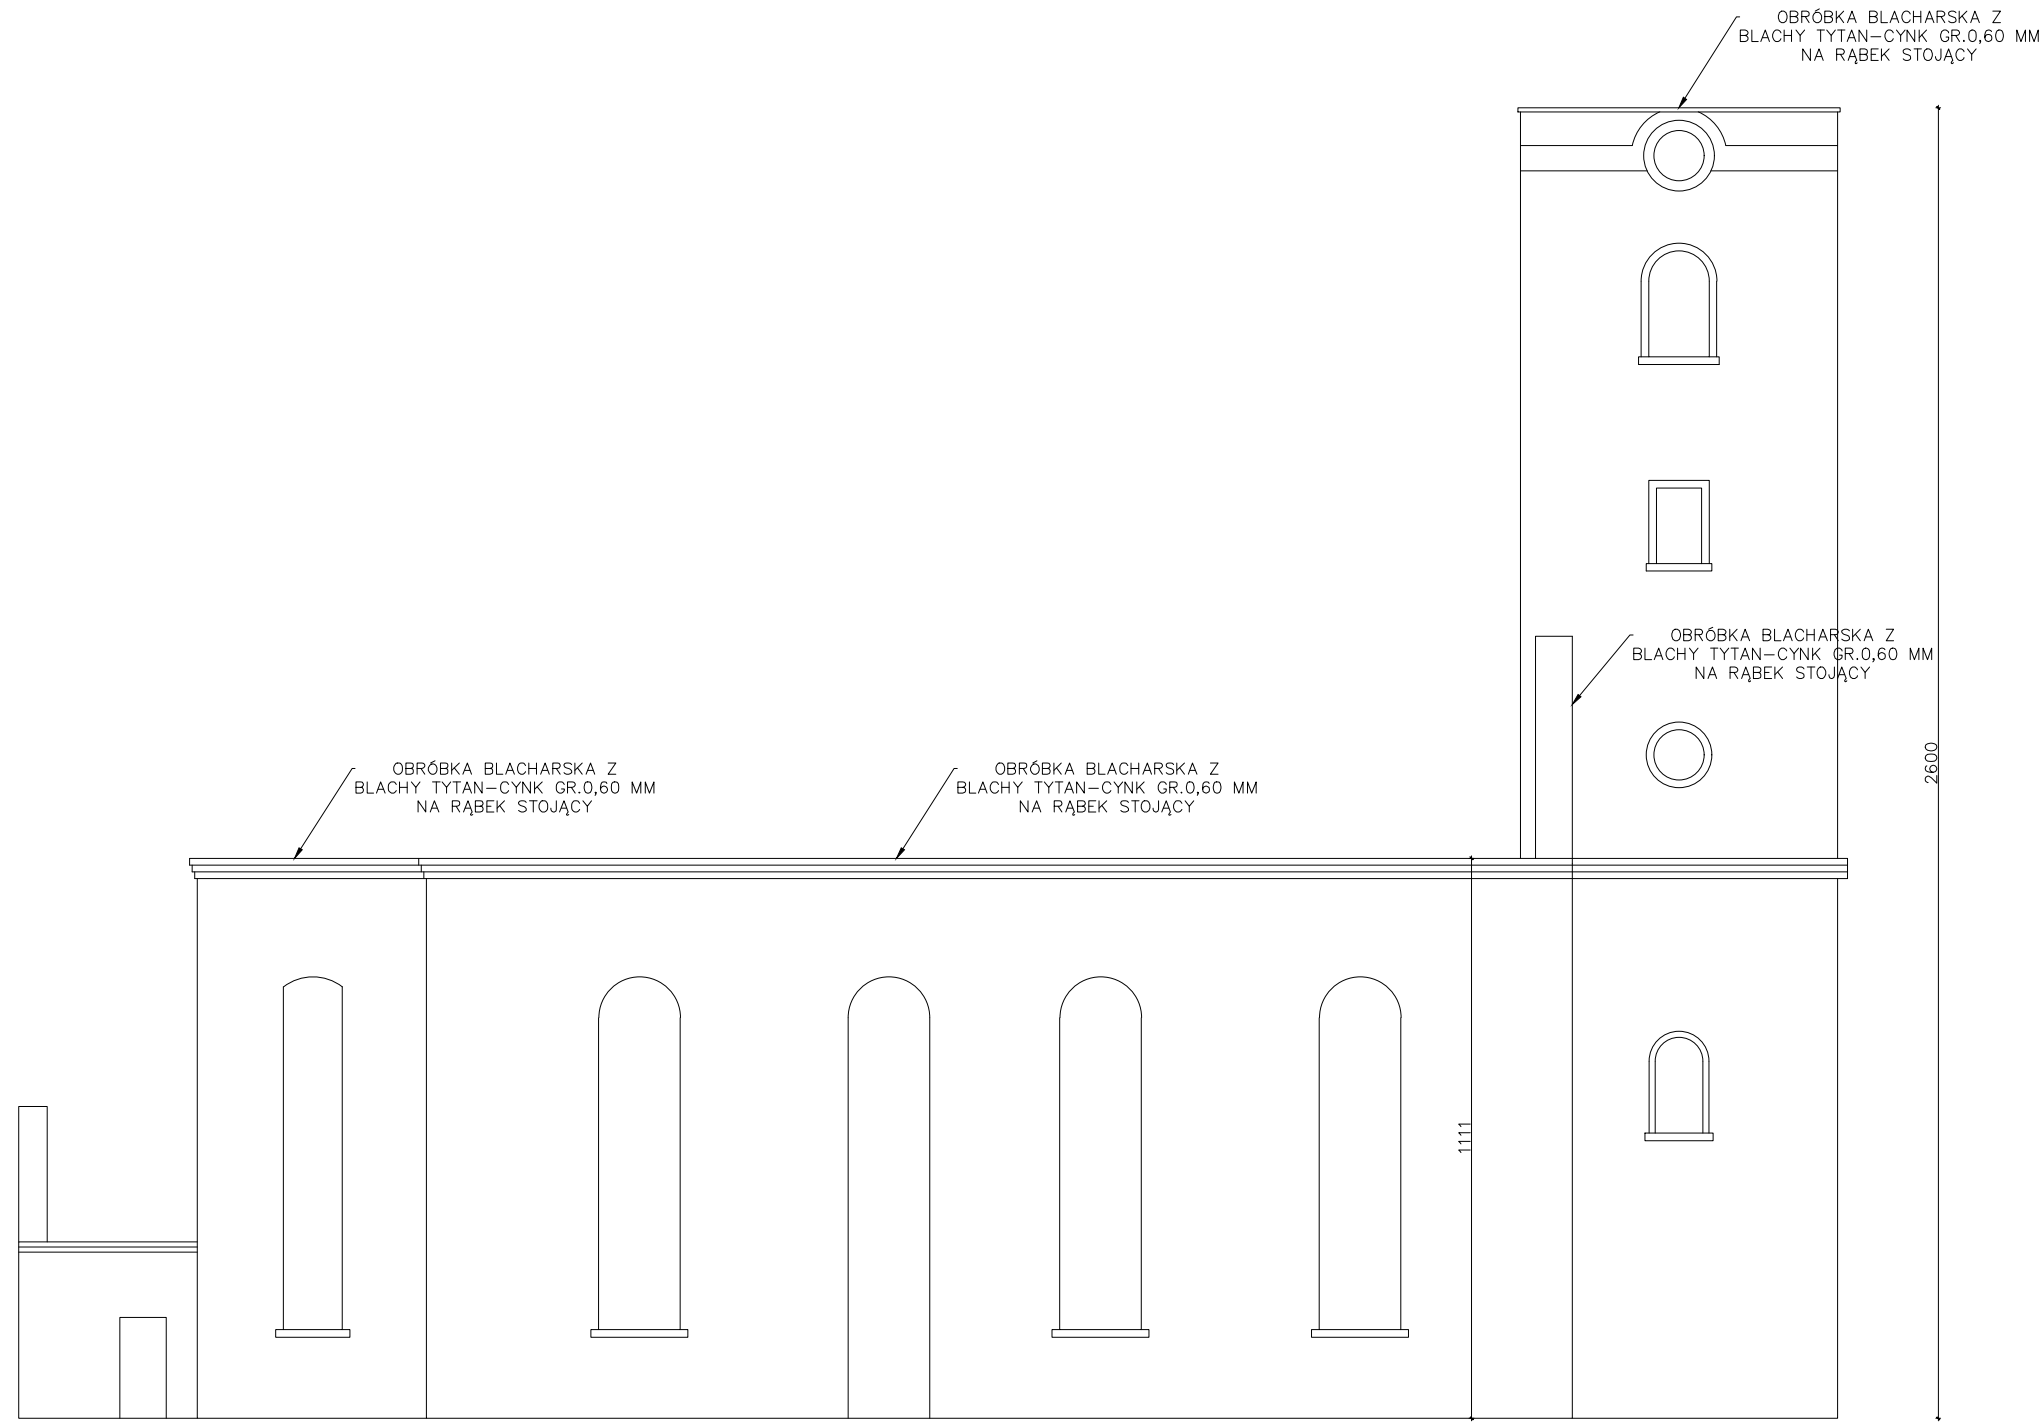 OBRÓBKA BLACHARSKA Z
BLACHY TYTAN-CYNK GR.0,60 MM
NA RĄBEK STOJĄCY
OBRÓBKA BLACHARSKA Z
BLACHY TYTAN-CYNK GR.0,60 MM
NA RĄBEK STOJĄCY
2600
OBRÓBKA BLACHARSKA Z
BLACHY TYTAN-CYNK GR.0,60 MM
NA RĄBEK STOJĄCY
OBRÓBKA BLACHARSKA Z
BLACHY TYTAN-CYNK GR.0,60 MM
NA RĄBEK STOJĄCY
1111